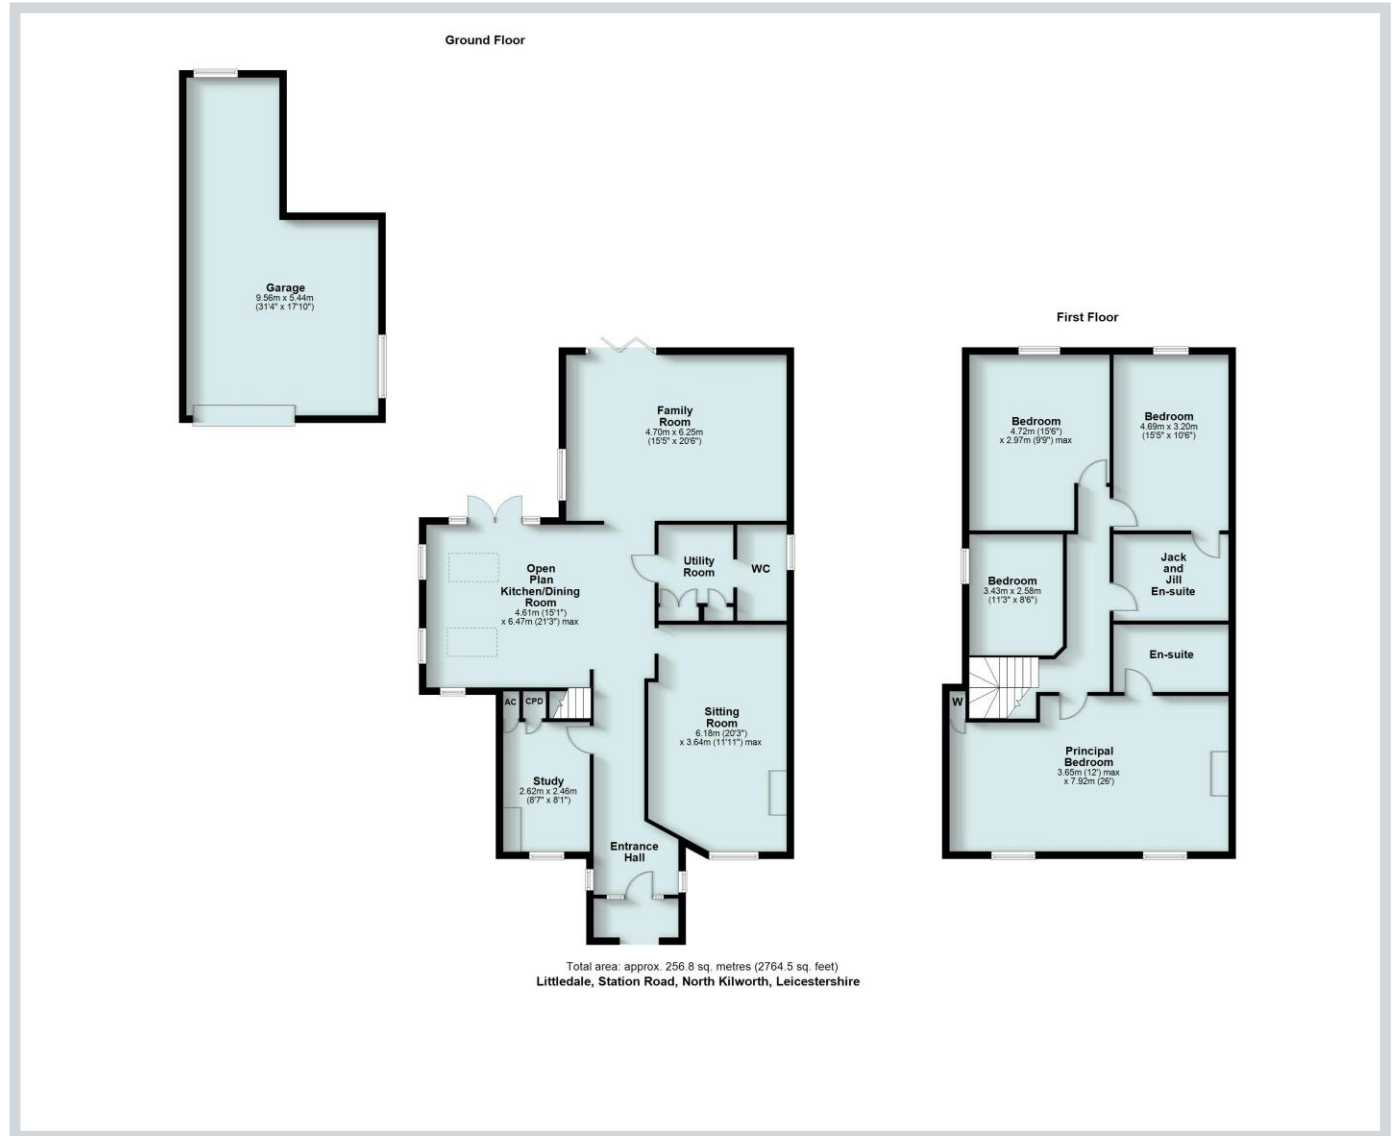 Ground Floor
Garage
9.56m x 5.44m
(31'4" x 17'10")
First Floor
Family
Room
4.70m x 6.25m
(15'5" x 20'6")
Bedroom
4.72m (15'6")
x 2.97m (9'9") max
Bedroom
4.69m x 3.20m
(15'5" x 10'6")
Open
Plan
Kitchen/Dining
Room
4.61m (15'1")
x 6.47m (21'3") max
Utility
Room
WC
Bedroom
3.43m x 2.58m
(11'3" x 8'6")
Jack
and
Jill
En-suite
En-suite
AC
CPD
Sitting
Room
6.18m (20'3")
x 3.64m (11'11") max
W
Principal
Bedroom
3.65m (12') max
x 7.92m (26')
Study
2.62m x 2.46m
(8'7" x 8'1")
Entrance
Hall
Total area: approx. 256.8 sq. metres (2764.5 sq. feet)
Littledale, Station Road, North Kilworth, Leicestershire